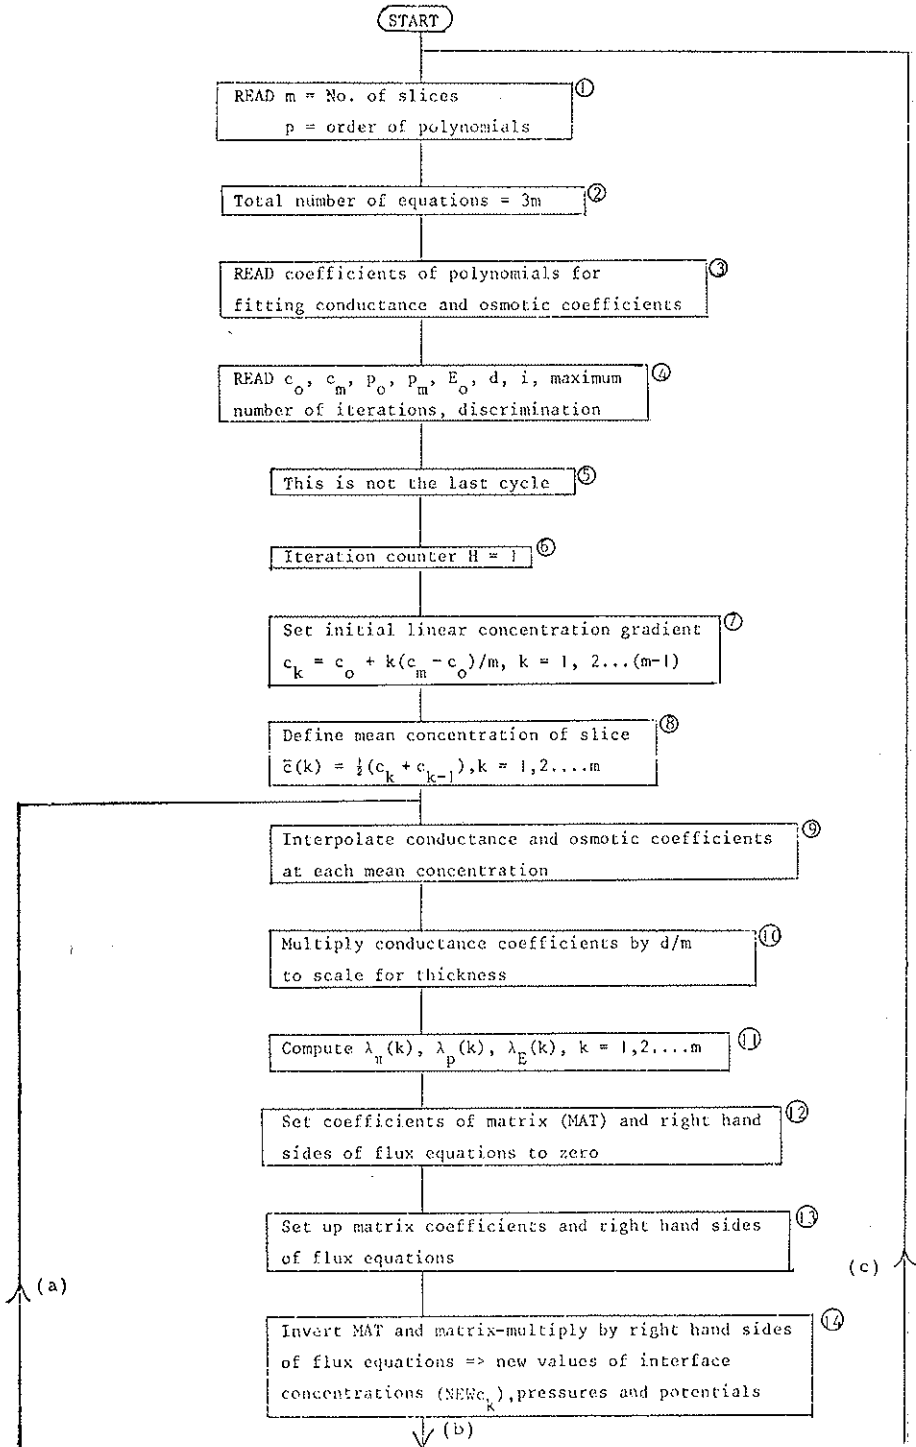 START
READ m = No. of slices ①
p = order of polynomials
Total number of equations = 3m ②
READ coefficients of polynomials for ③
fitting conductance and osmotic coefficients
READ c_o, c_m, p_o, p_m, E_o, d, i, maximum ④
number of iterations, discrimination
This is not the last cycle ⑤
Iteration counter H = 1 ⑥
Set initial linear concentration gradient ⑦
c_k = c_o + k(c_m - c_o)/m, k = 1, 2...(m-1)
Define mean concentration of slice ⑧
c̄(k) = ½(c_k + c_{k-1}), k = 1,2....m
Interpolate conductance and osmotic coefficients ⑨
at each mean concentration
Multiply conductance coefficients by d/m ⑩
to scale for thickness
Compute λ_π(k), λ_p(k), λ_E(k), k = 1,2....m ⑪
Set coefficients of matrix (MAT) and right hand ⑫
sides of flux equations to zero
Set up matrix coefficients and right hand sides ⑬
of flux equations
(a)
(c)
Invert MAT and matrix-multiply by right hand sides ⑭
of flux equations => new values of interface
concentrations (NEWc_k), pressures and potentials
(b)